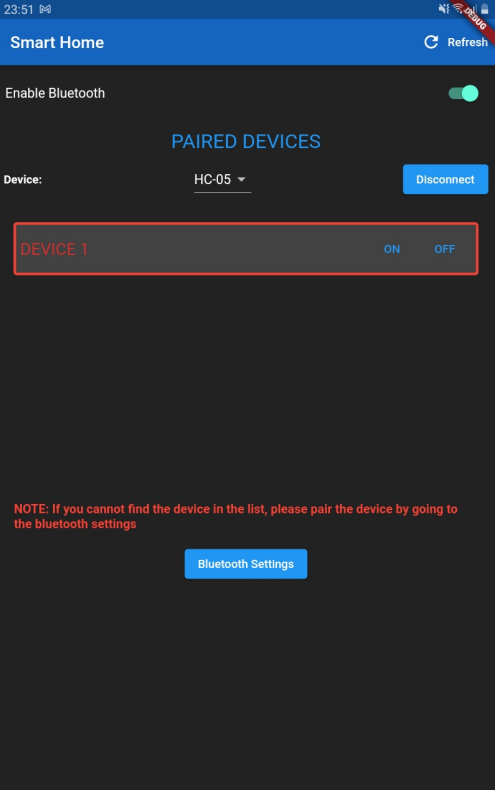 23:51
DEBUG
Smart Home
Refresh
Enable Bluetooth
PAIRED DEVICES
Device:
HC-05
Disconnect
DEVICE 1
ON
OFF
NOTE: If you cannot find the device in the list, please pair the device by going to
the bluetooth settings
Bluetooth Settings